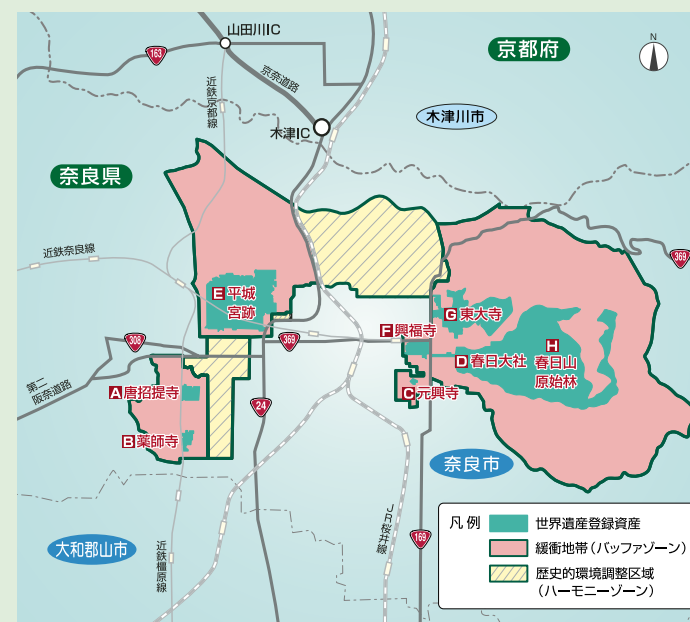 山田川IC
163
近鉄京都線
京奈道路
京都府
N
木津IC
木津川市
奈良県
近鉄奈良線
369
E 平城
宮跡
G 東大寺
F 興福寺
308
369
H
春日山
原始林
D 春日大社
第二
阪奈道路
A 唐招提寺
C 元興寺
24
B 薬師寺
奈良市
大和郡山市
近鉄橿原線
JR桜井線
169
凡例
世界遺産登録資産
緩衝地帯(バッファゾーン)
歴史的環境調整区域
(ハーモニーゾーン)